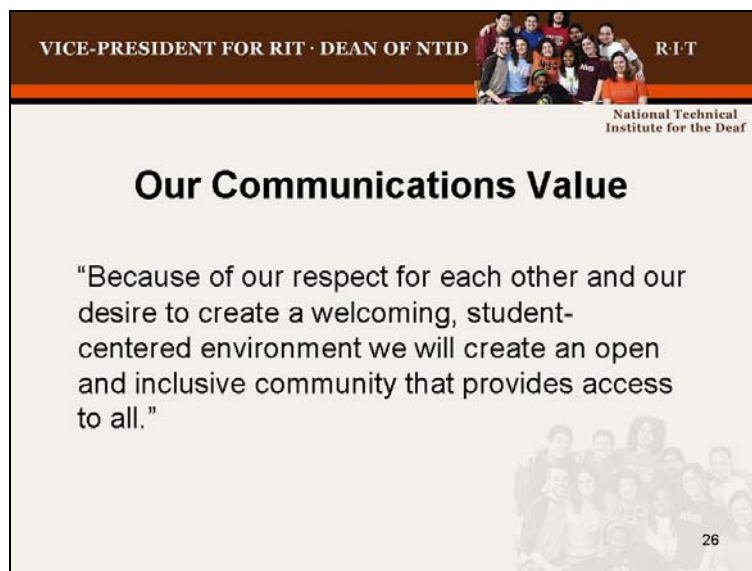 VICE-PRESIDENT FOR RIT · DEAN OF NTID
R·I·T
National Technical
Institute for the Deaf
Our Communications Value
“Because of our respect for each other and our
desire to create a welcoming, student-
centered environment we will create an open
and inclusive community that provides access
to all.”
26